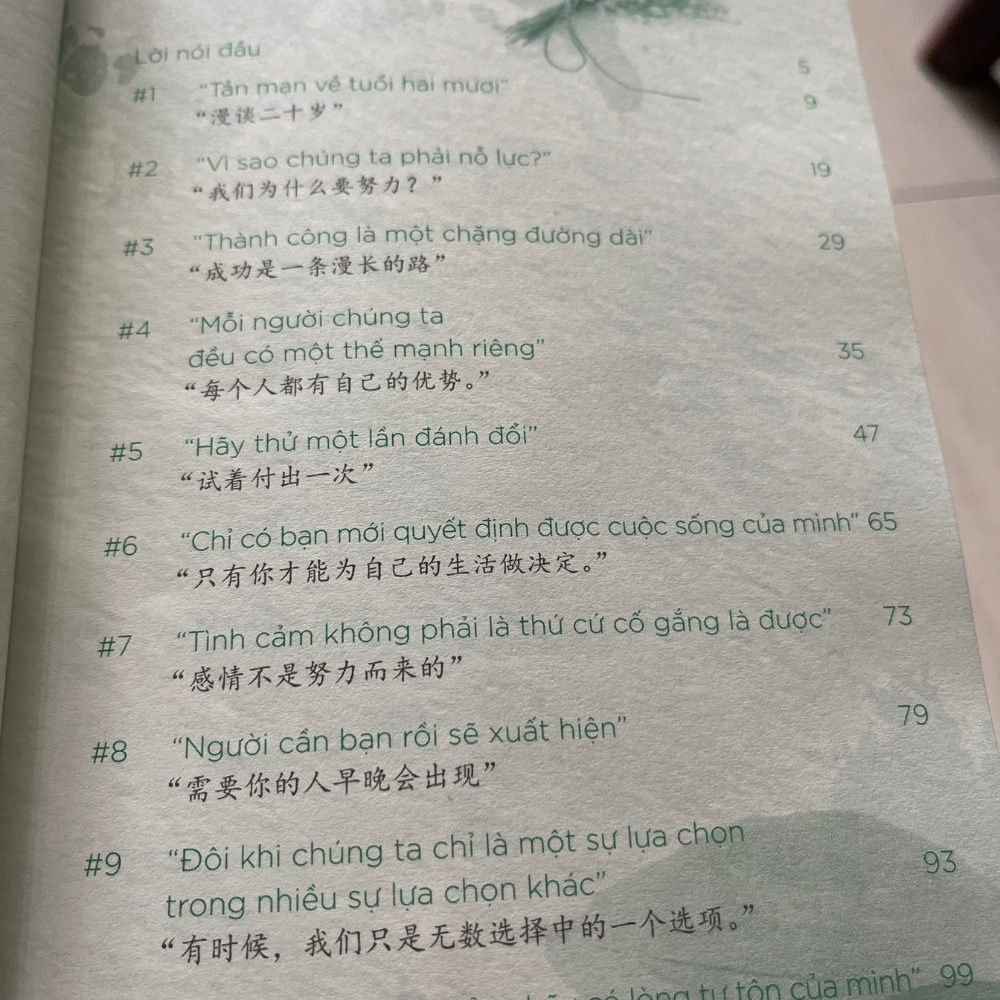 Lời nói đầu 5
#1 “Tản mạn về tuổi hai mươi” 9
“漫谈二十岁”
#2 “Vì sao chúng ta phải nỗ lực?” 19
“我们为什么要努力？”
#3 “Thành công là một chặng đường dài” 29
“成功是一条漫长的路”
#4 “Mỗi người chúng ta
đều có một thế mạnh riêng” 35
“每个人都有自己的优势。”
#5 “Hãy thử một lần đánh đổi” 47
“试着付出一次”
#6 “Chỉ có bạn mới quyết định được cuộc sống của mình” 65
“只有你才能为自己的生活做决定。”
#7 “Tình cảm không phải là thứ cứ cố gắng là được” 73
“感情不是努力而来的”
#8 “Người cần bạn rồi sẽ xuất hiện” 79
“需要你的人早晚会出现”
#9 “Đôi khi chúng ta chỉ là một sự lựa chọn
trong nhiều sự lựa chọn khác” 93
“有时候，我们只是无数选择中的一个选项。”
có lòng tự tôn của mình” 99